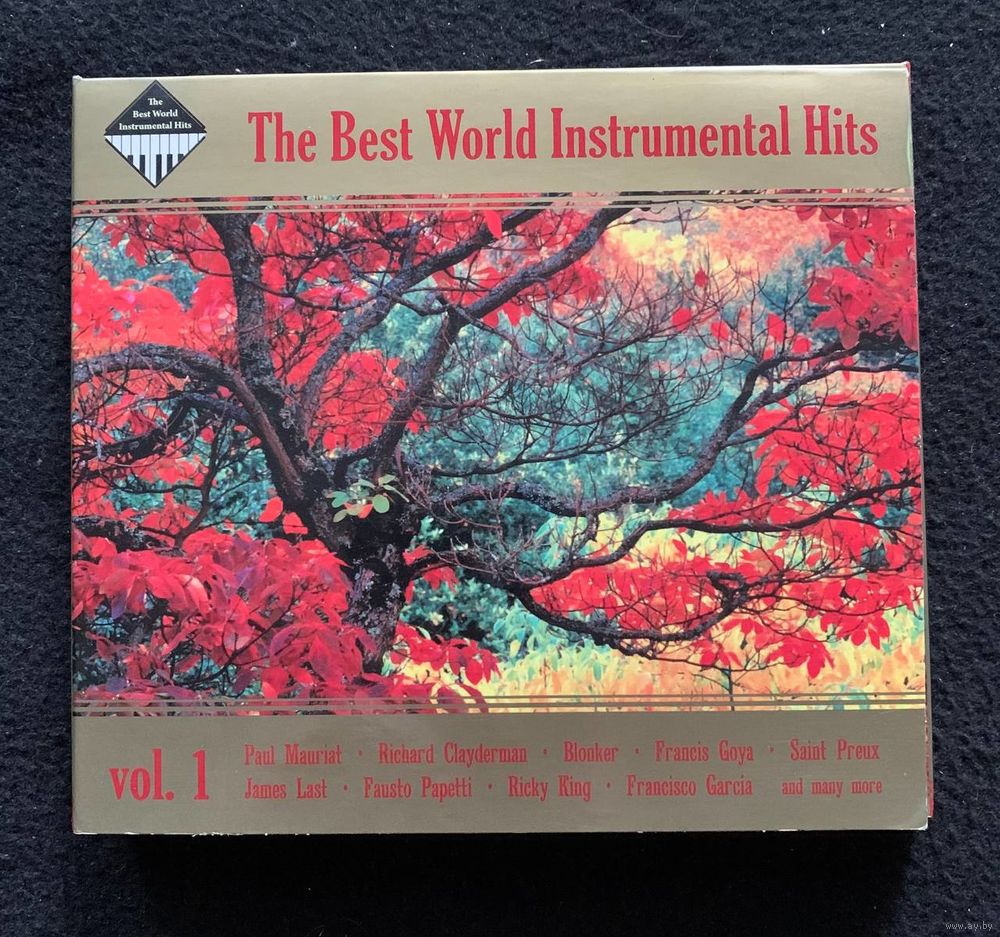 The
Best World
Instrumental Hits
The Best World Instrumental Hits
vol. 1
Paul Mauriat · Richard Clayderman · Blonker · Francis Goya · Saint Preux
James Last · Fausto Papetti · Ricky King · Francisco Garcia and many more
www.ay.by